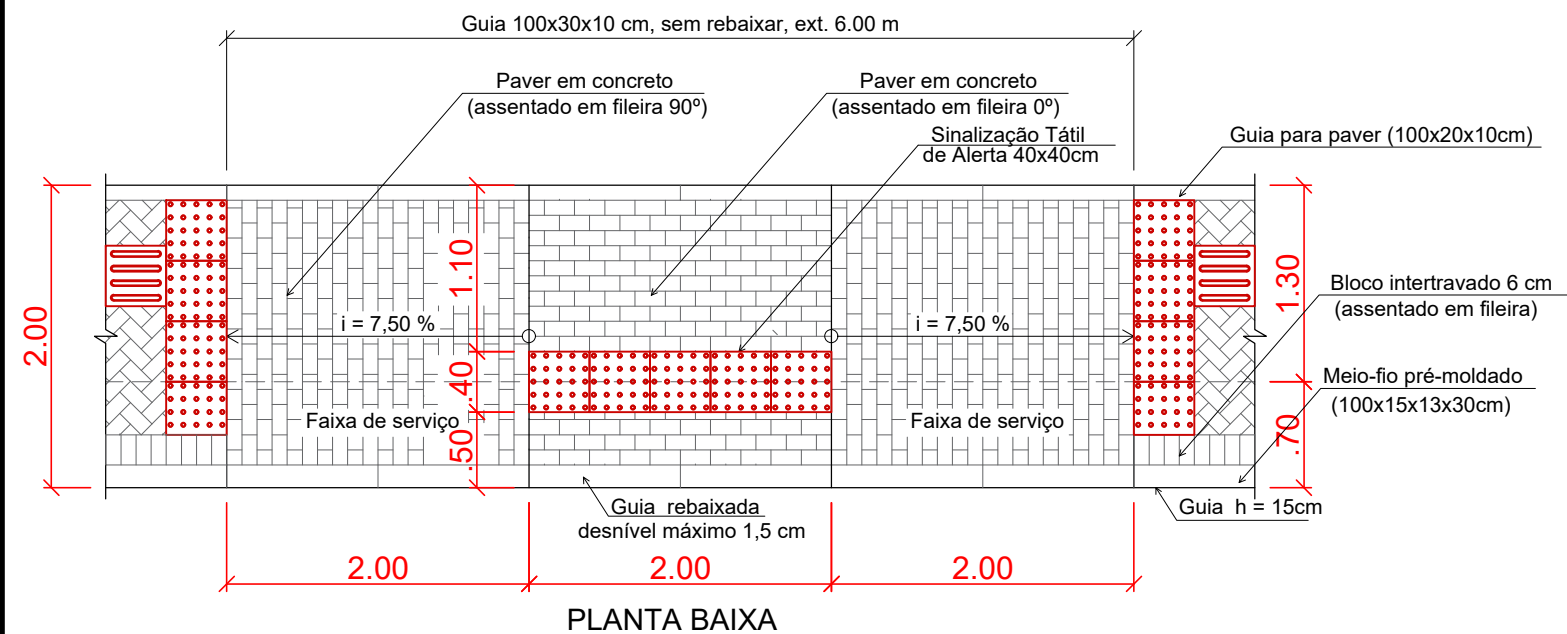 Guia 100x30x10 cm, sem rebaixar, ext. 6.00 m
Paver em concreto
(assentado em fileira 90º)
Paver em concreto
(assentado em fileira 0º)
Sinalização Tátil
de Alerta 40x40cm
Guia para paver (100x20x10cm)
2.00
1.10
1.30
Bloco intertravado 6 cm
(assentado em fileira)
i = 7,50 %
i = 7,50 %
.40
Meio-fio pré-moldado
(100x15x13x30cm)
Faixa de serviço
Faixa de serviço
.50
.70
Guia rebaixada
desnível máximo 1,5 cm
Guia h = 15cm
2.00
2.00
2.00
PLANTA BAIXA